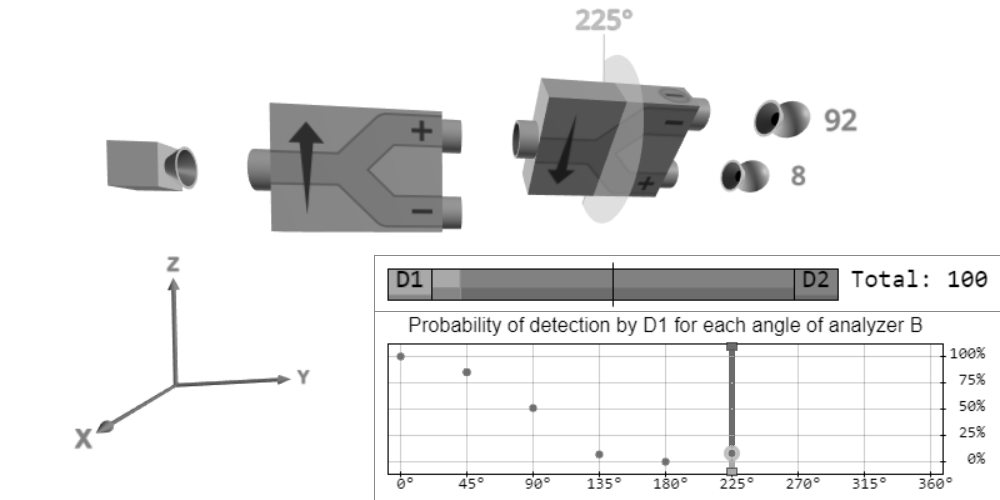 225°
+
−
−
+
92
8
Z
Y
X
D1
D2
Total: 100
Probability of detection by D1 for each angle of analyzer B
100%
75%
50%
25%
0%
0° 45° 90° 135° 180° 225° 270° 315° 360°